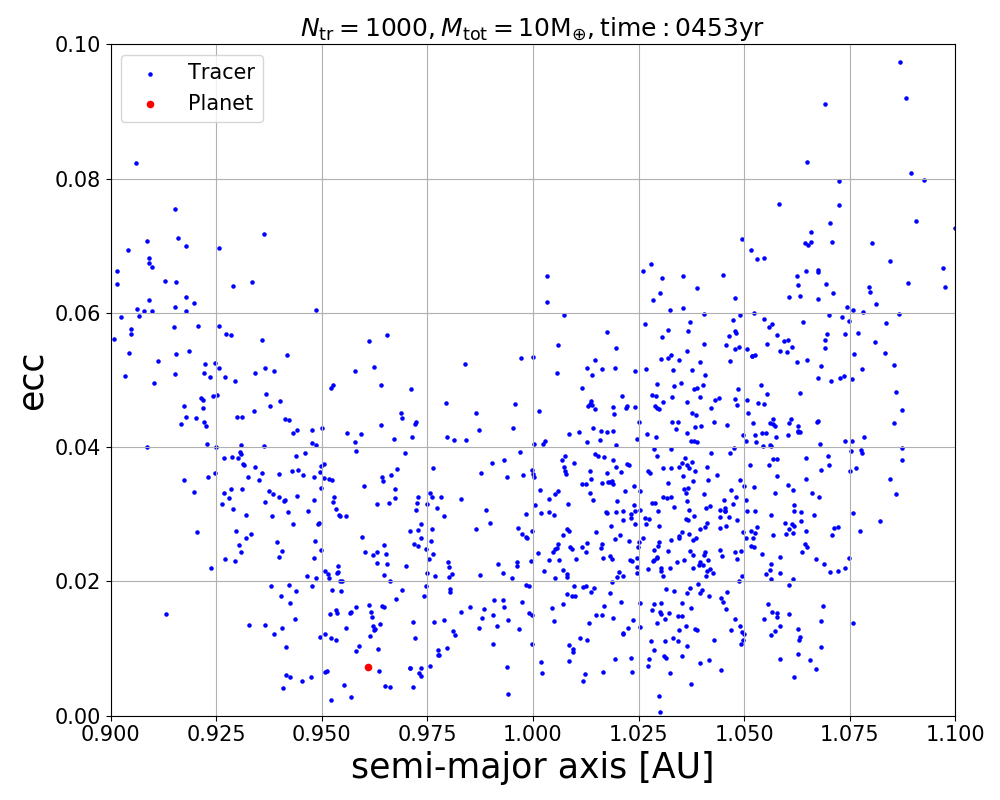 N_tr = 1000, M_tot = 10M_⊕, time : 0453yr
Tracer
Planet
0.10
0.08
0.06
0.04
0.02
0.00
ecc
0.900 0.925 0.950 0.975 1.000 1.025 1.050 1.075 1.100
semi-major axis [AU]